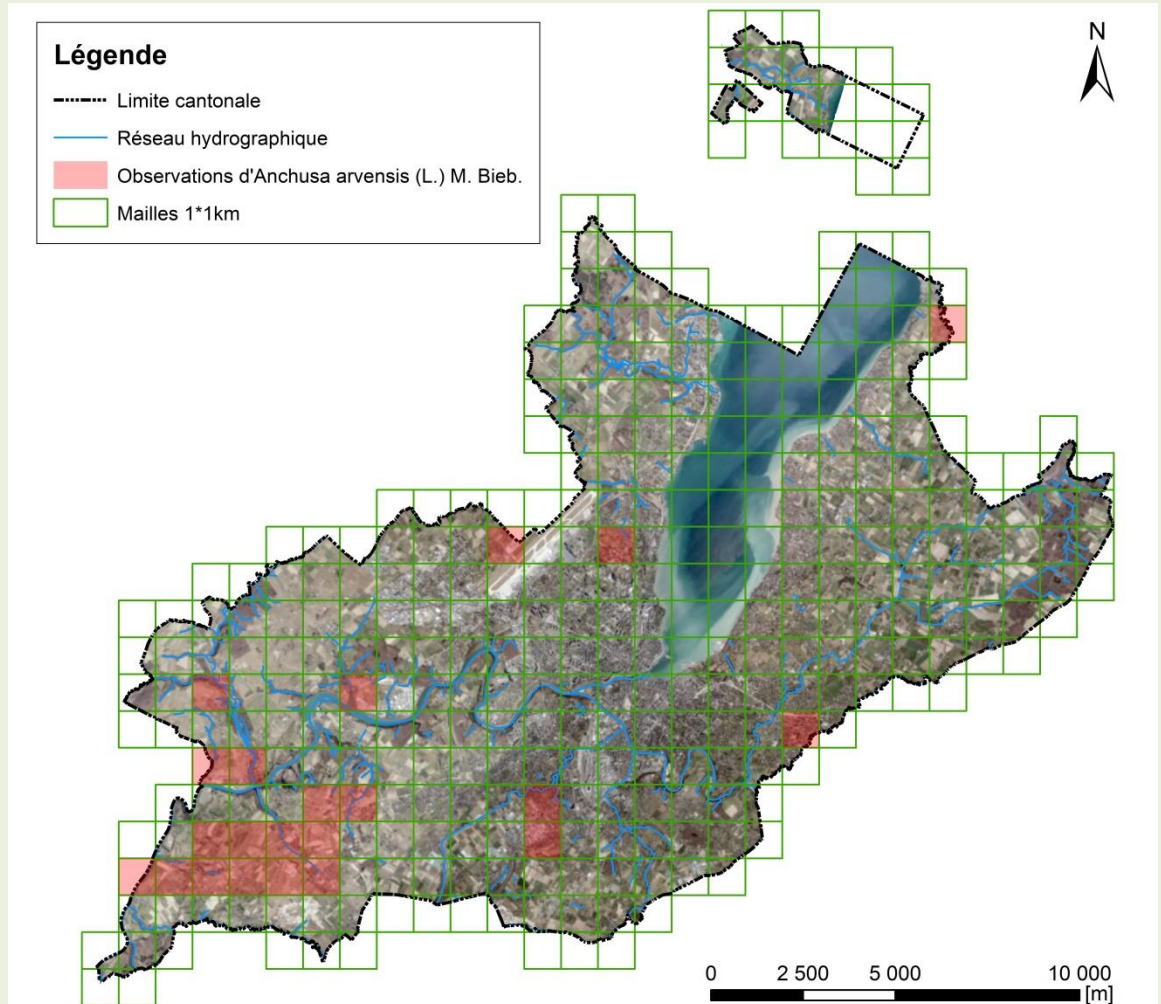 Légende
Limite cantonale
Réseau hydrographique
Observations d'Anchusa arvensis (L.) M. Bieb.
Mailles 1*1km
N
0 2 500 5 000 10 000
[m]